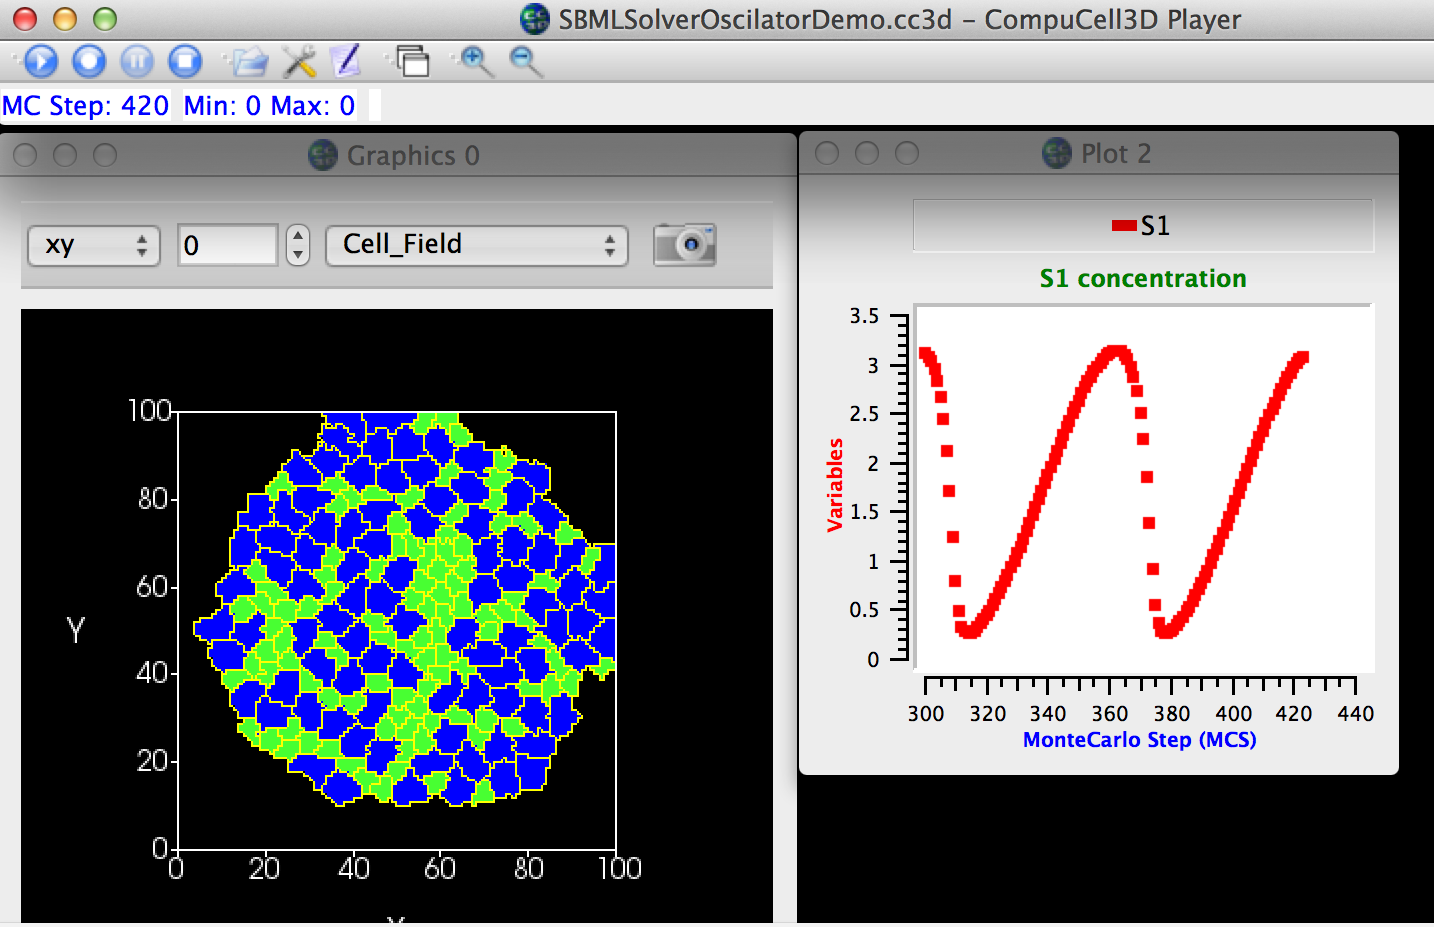 SBMLSolverOscilatorDemo.cc3d – CompuCell3D Player
MC Step: 420 Min: 0 Max: 0
Graphics 0
xy 0 Cell_Field
100
80
60
Y
40
20
0
0 20 40 60 80 100
Plot 2
S1
S1 concentration
3.5
3
2.5
2
1.5
1
0.5
0
Variables
300 320 340 360 380 400 420 440
MonteCarlo Step (MCS)